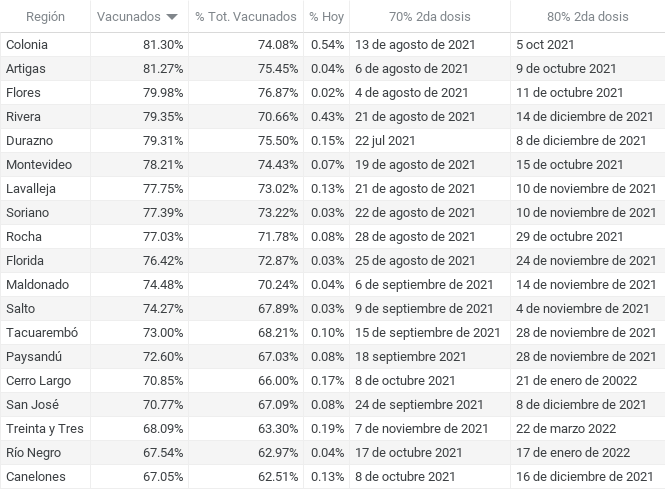 Región Vacunados % Tot. Vacunados % Hoy 70% 2da dosis 80% 2da dosis
Colonia 81.30% 74.08% 0.54% 13 de agosto de 2021 5 oct 2021
Artigas 81.27% 75.45% 0.04% 6 de agosto de 2021 9 de octubre 2021
Flores 79.98% 76.87% 0.02% 4 de agosto de 2021 11 de octubre 2021
Rivera 79.35% 70.66% 0.43% 21 de agosto de 2021 14 de diciembre de 2021
Durazno 79.31% 75.50% 0.15% 22 jul 2021 8 de diciembre de 2021
Montevideo 78.21% 74.43% 0.07% 19 de agosto de 2021 15 de octubre 2021
Lavalleja 77.75% 73.02% 0.13% 21 de agosto de 2021 10 de noviembre de 2021
Soriano 77.39% 73.22% 0.03% 22 de agosto de 2021 10 de noviembre de 2021
Rocha 77.03% 71.78% 0.08% 28 de agosto de 2021 29 de octubre 2021
Florida 76.42% 72.87% 0.03% 25 de agosto de 2021 24 de noviembre de 2021
Maldonado 74.48% 70.24% 0.04% 6 de septiembre de 2021 14 de noviembre de 2021
Salto 74.27% 67.89% 0.03% 9 de septiembre de 2021 4 de noviembre de 2021
Tacuarembó 73.00% 68.21% 0.10% 15 de septiembre de 2021 28 de noviembre de 2021
Paysandú 72.60% 67.03% 0.08% 18 septiembre 2021 28 de noviembre de 2021
Cerro Largo 70.85% 66.00% 0.17% 8 de octubre de 2021 21 de enero de 20022
San José 70.77% 67.09% 0.08% 24 de septiembre de 2021 8 de diciembre de 2021
Treinta y Tres 68.09% 63.30% 0.19% 7 de noviembre de 2021 22 de marzo 2022
Río Negro 67.54% 62.97% 0.04% 17 de octubre de 2021 17 de enero de 2022
Canelones 67.05% 62.51% 0.13% 8 de octubre de 2021 16 de diciembre de 2021